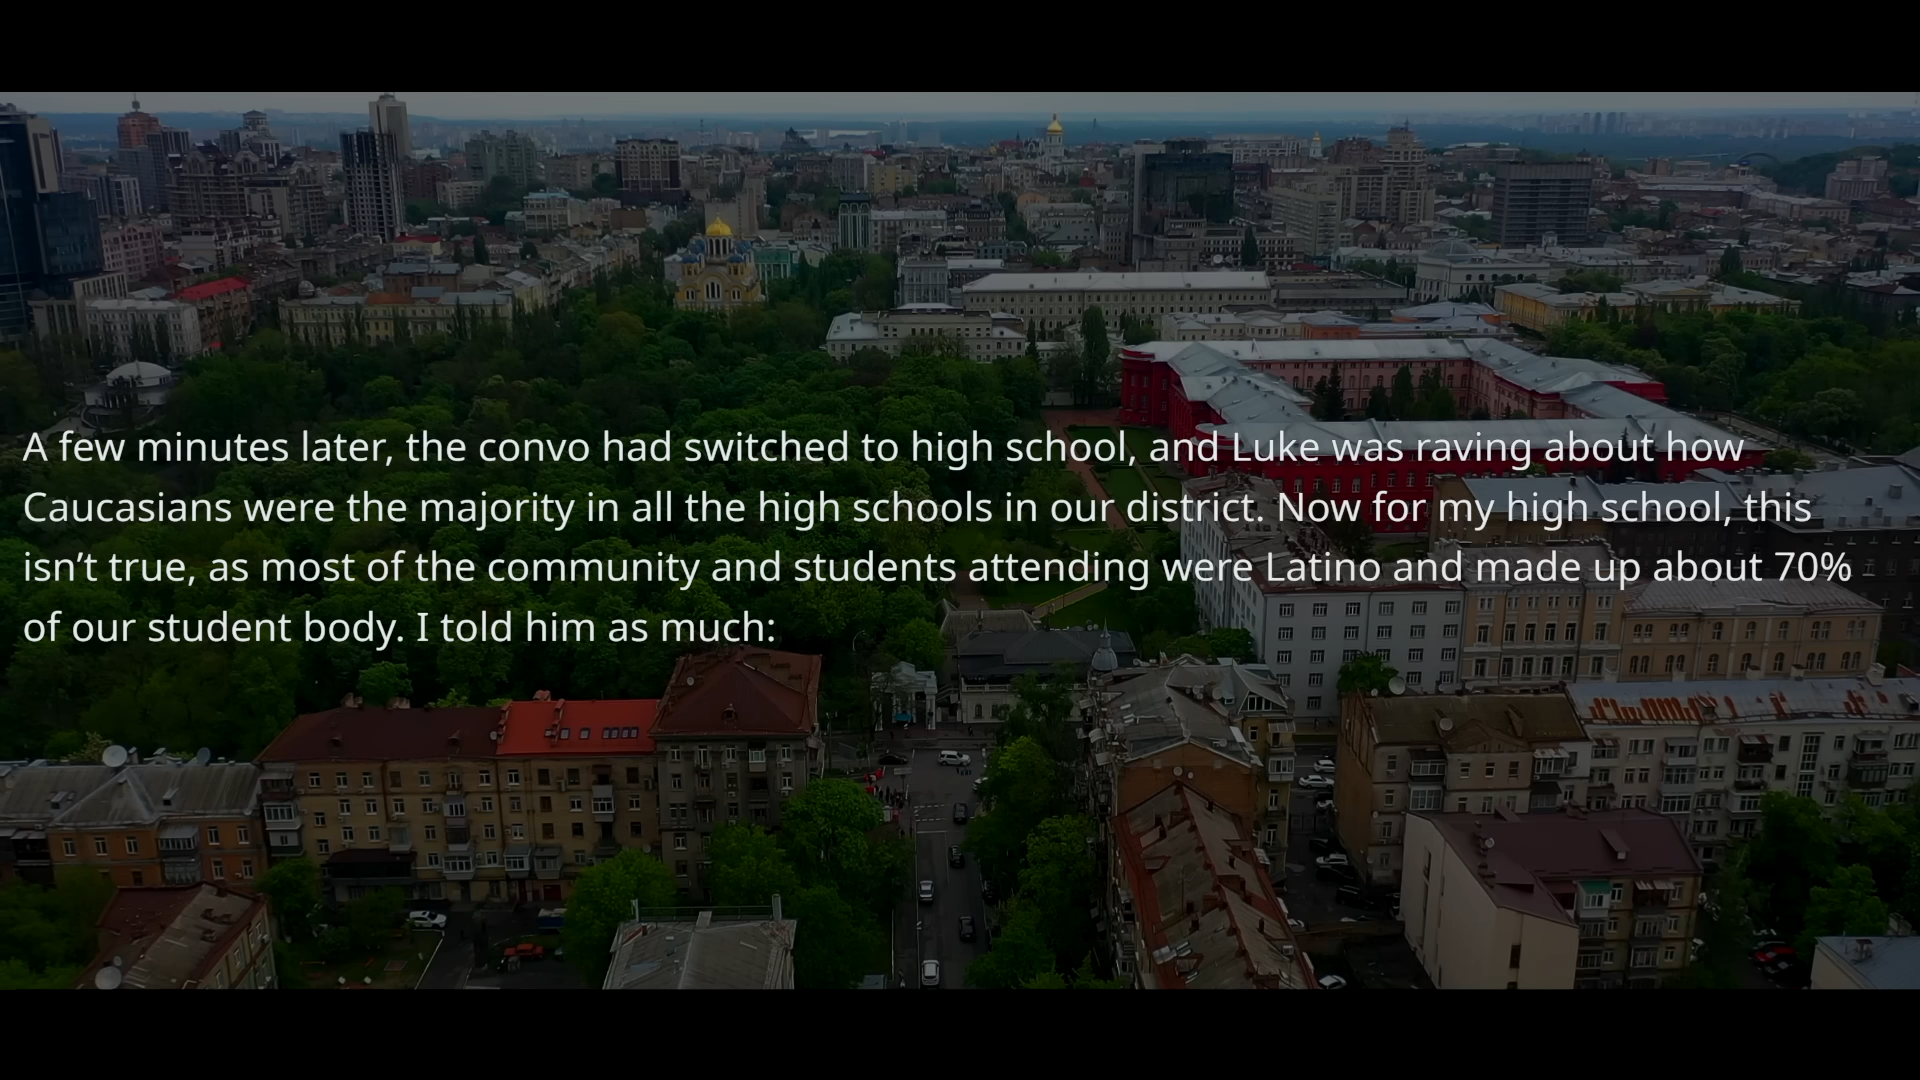 A few minutes later, the convo had switched to high school, and Luke was raving about how
Caucasians were the majority in all the high schools in our district. Now for my high school, this
isn’t true, as most of the community and students attending were Latino and made up about 70%
of our student body. I told him as much: